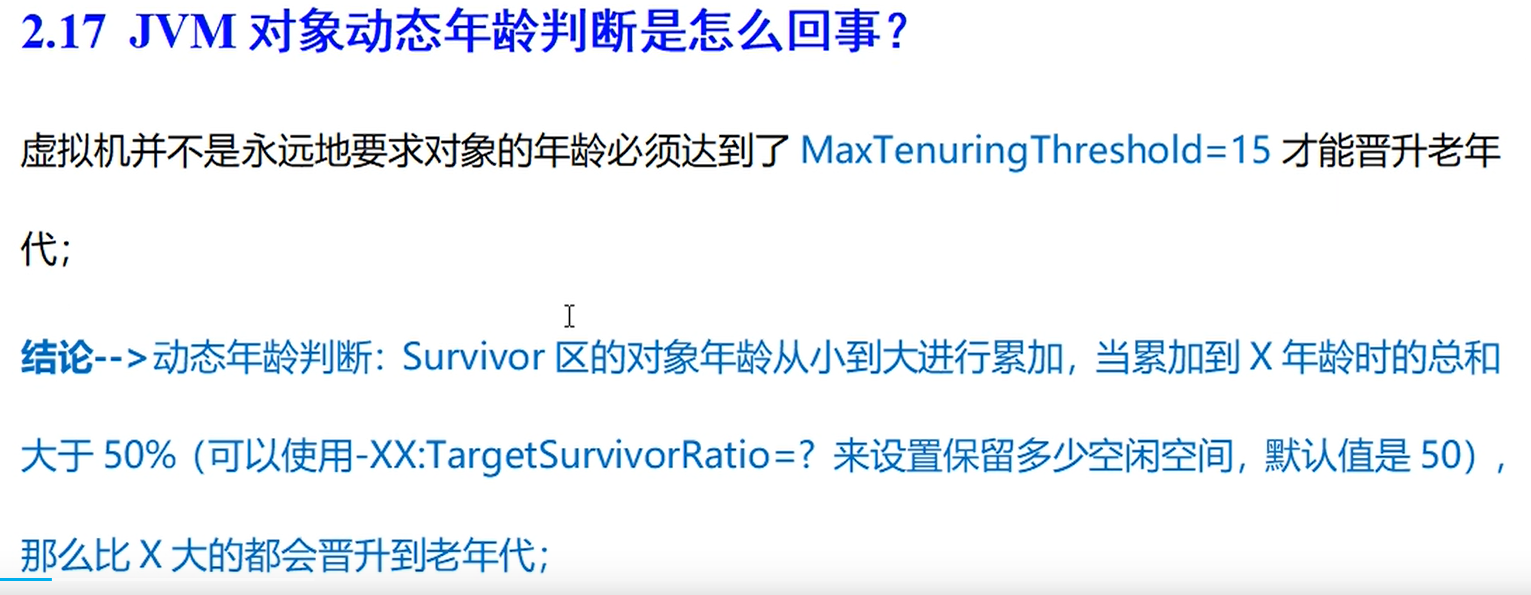 2.17 JVM 对象动态年龄判断是怎么回事？
虚拟机并不是永远地要求对象的年龄必须达到了 MaxTenuringThreshold=15 才能晋升老年
代；
结论-->动态年龄判断：Survivor 区的对象年龄从小到大进行累加，当累加到 X 年龄时的总和
大于 50%（可以使用-XX:TargetSurvivorRatio=? 来设置保留多少空闲空间，默认值是 50），
那么比 X 大的都会晋升到老年代；